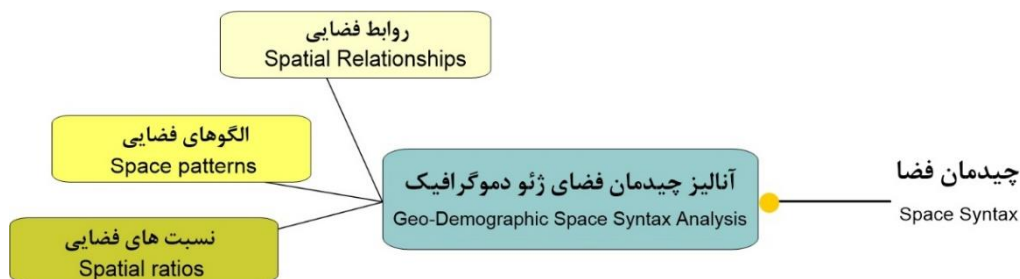 روابط فضایی
Spatial Relationships
الگوهای فضایی
Space patterns
نسبت های فضایی
Spatial ratios
آنالیز چیدمان فضای ژئو دموگرافیک
Geo-Demographic Space Syntax Analysis
چیدمان فضا
Space Syntax